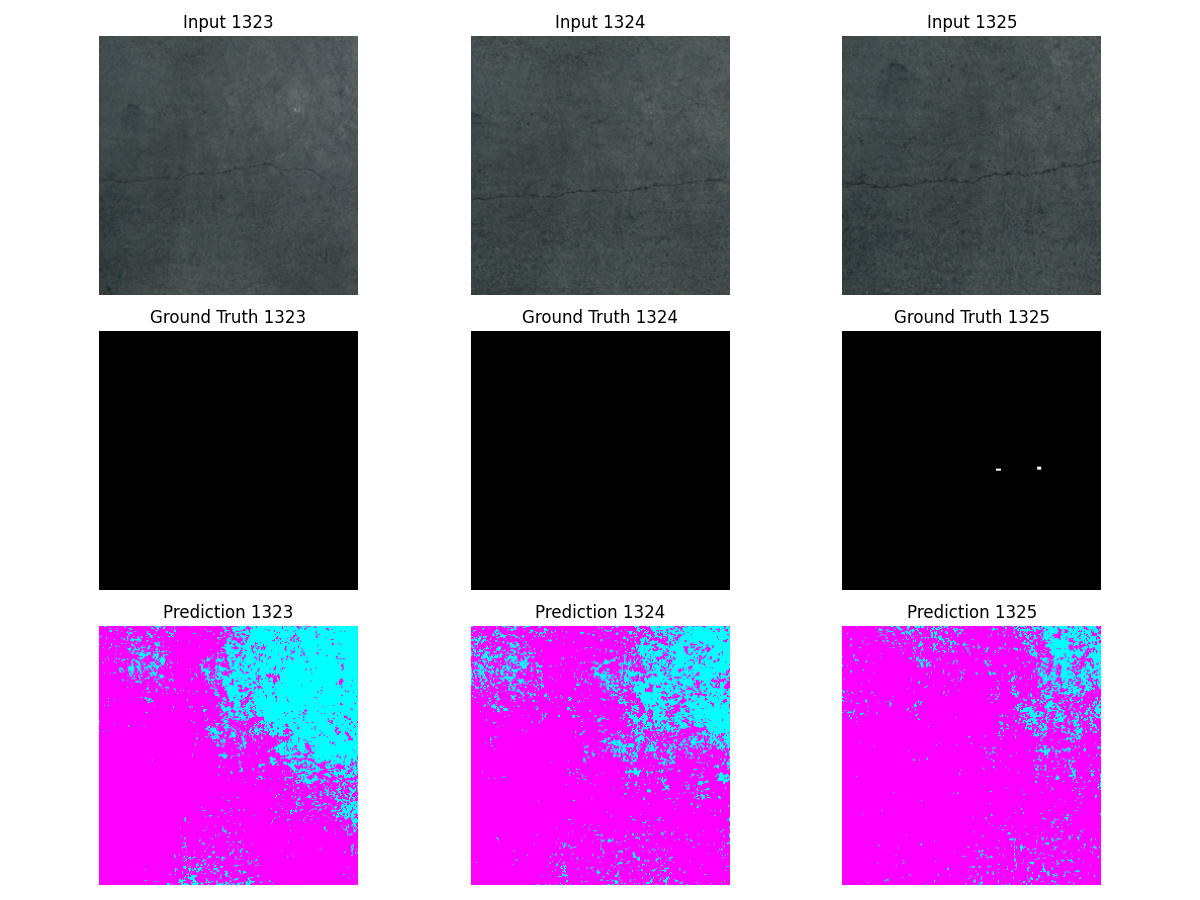 Input 1323
Input 1324
Input 1325
Ground Truth 1323
Ground Truth 1324
Ground Truth 1325
Prediction 1323
Prediction 1324
Prediction 1325